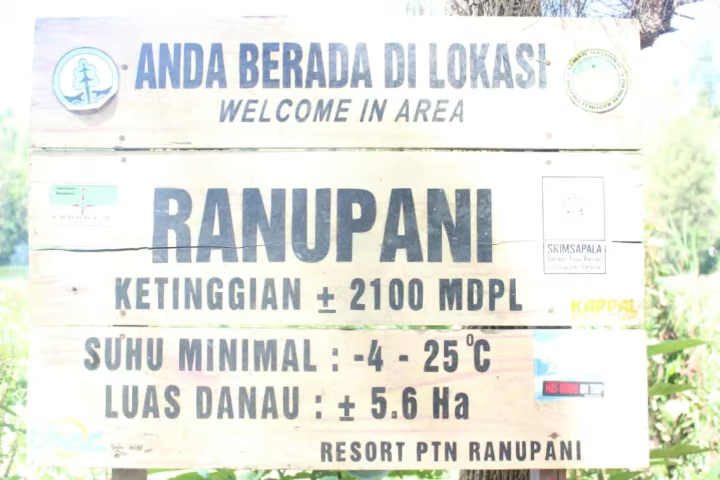 ANDA BERADA DI LOKASI
WELCOME IN AREA
RANUPANI
SKIMSAPALA
KETINGGIAN ± 2100 MDPL
KAPPAL
SUHU MiNIMAL : -4 - 25°C
LUAS DANAU : ± 5.6 Ha
RESORT PTN RANUPANI